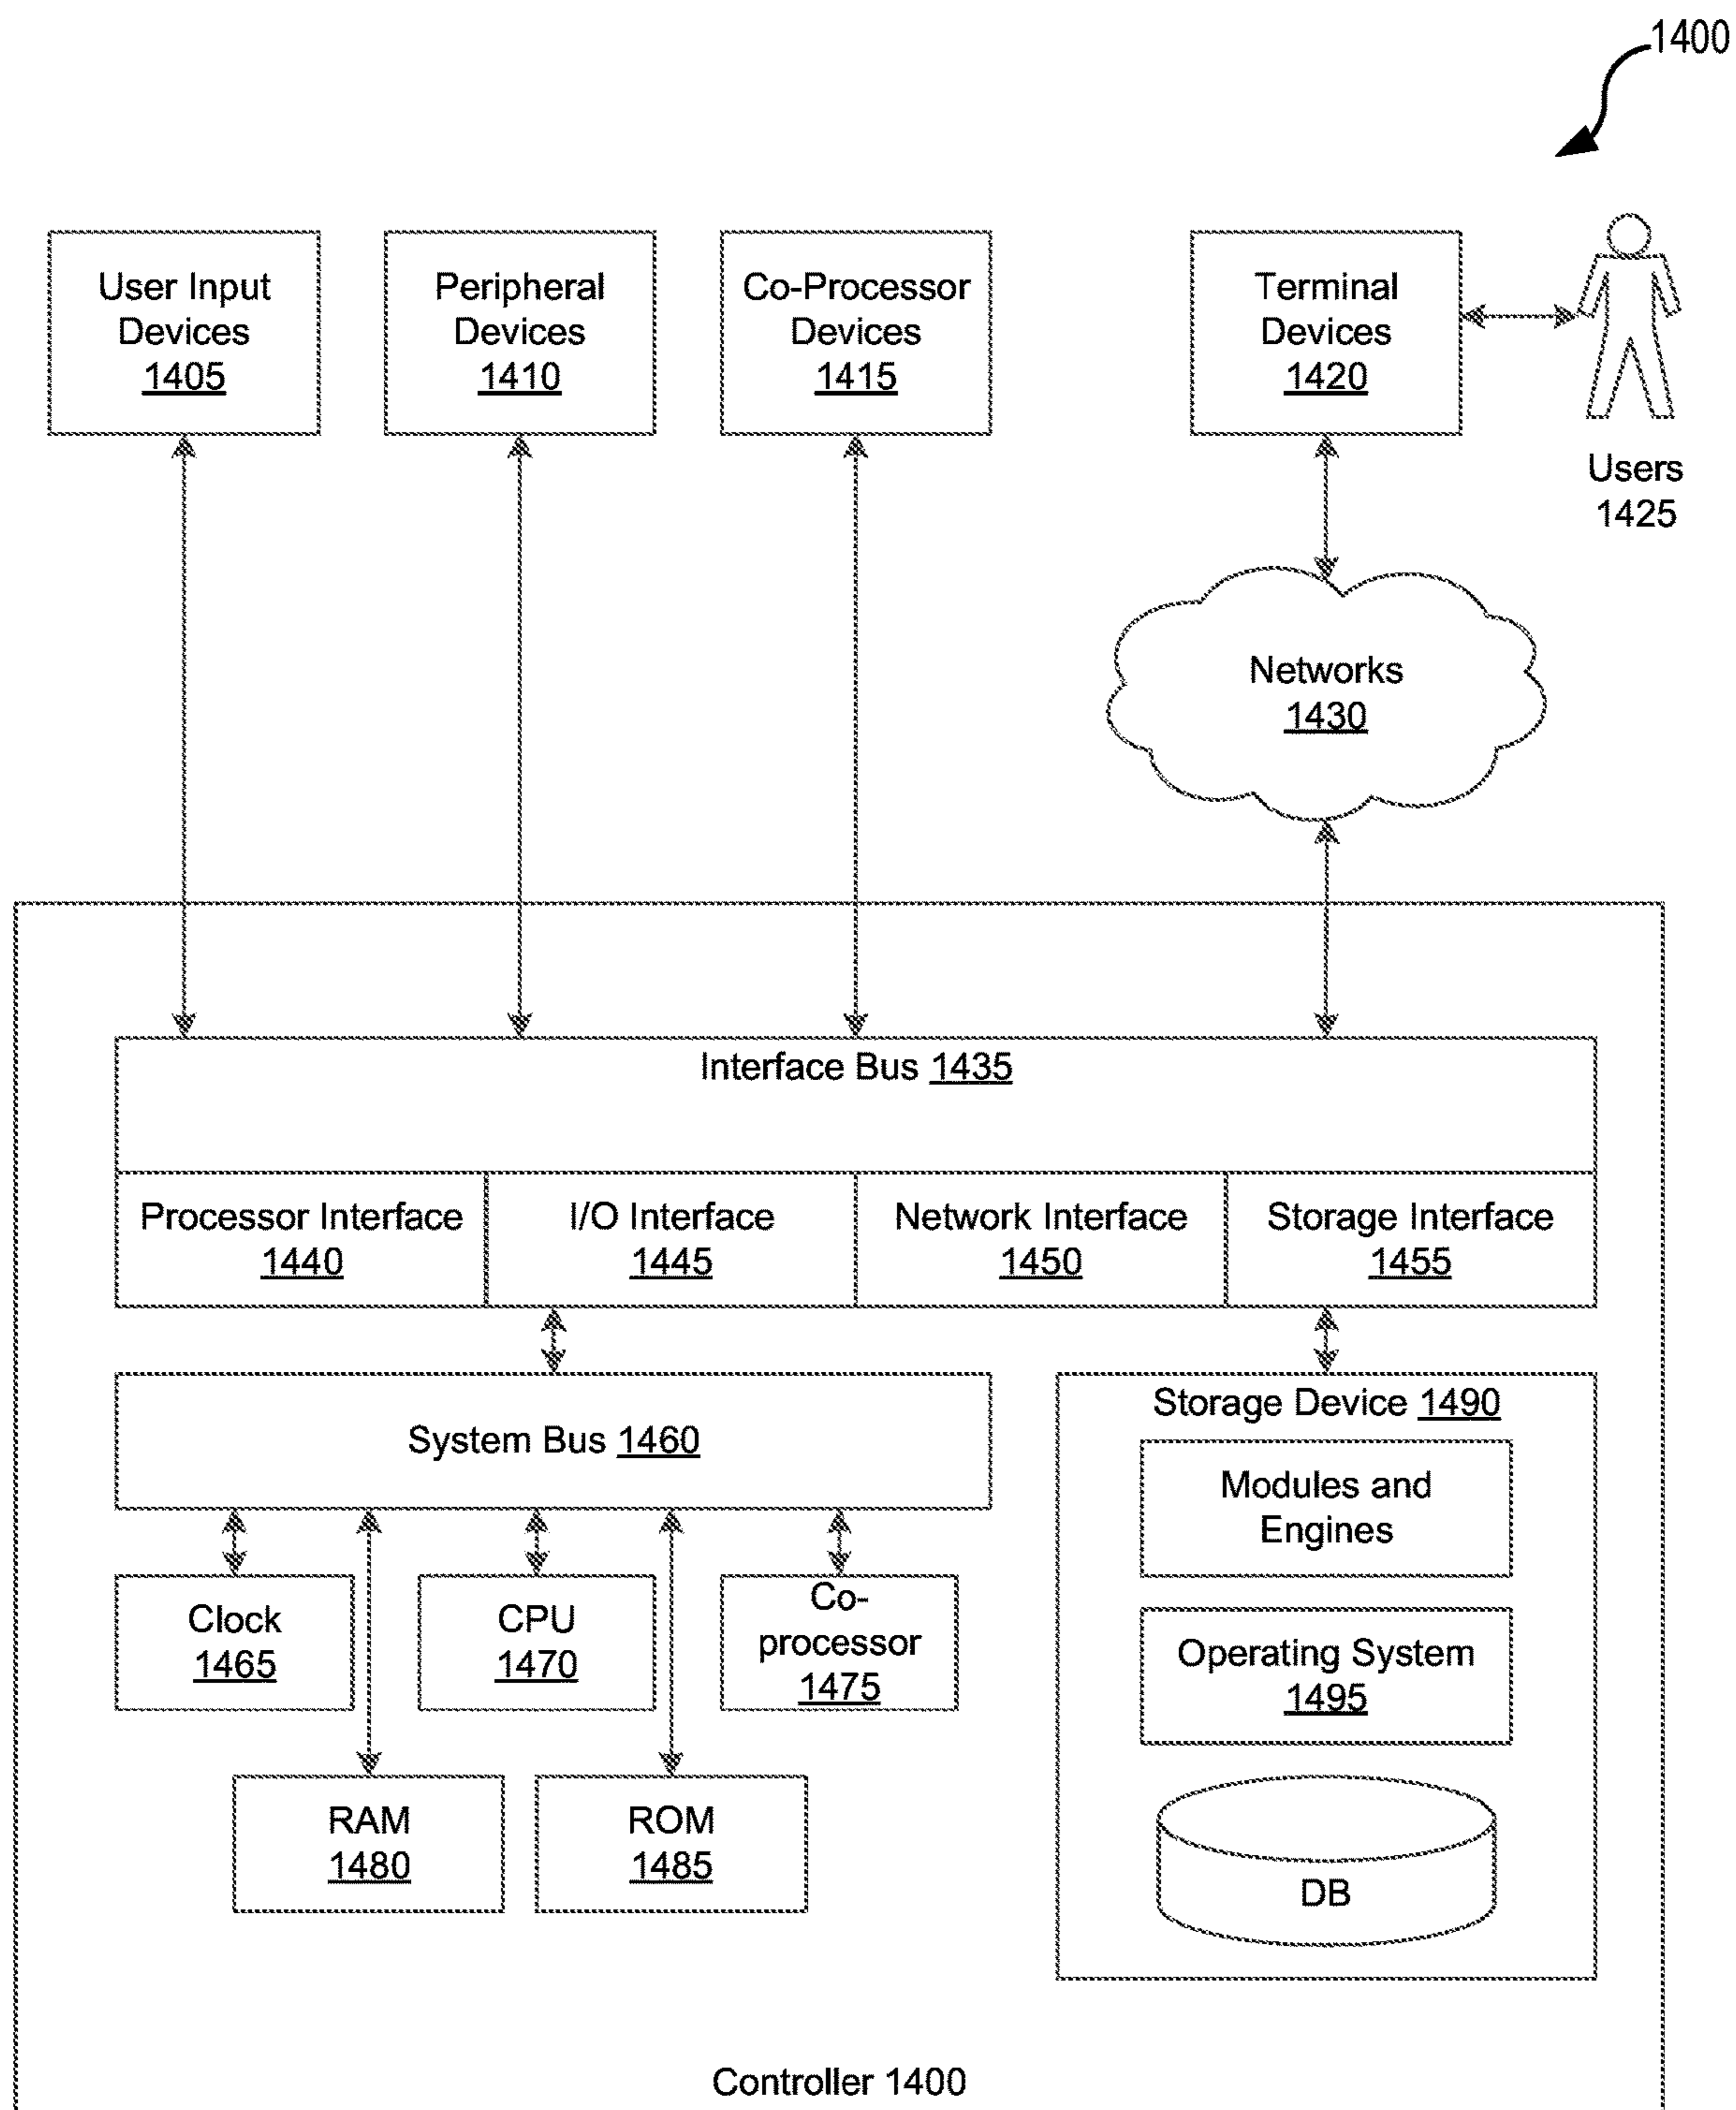 1400
User Input
Devices
1405
Peripheral
Devices
1410
Co-Processor
Devices
1415
Terminal
Devices
1420
Users
1425
Networks
1430
Interface Bus 1435
Processor Interface
1440
I/O Interface
1445
Network Interface
1450
Storage Interface
1455
System Bus 1460
Storage Device 1490
Modules and
Engines
Clock
1465
CPU
1470
Co-
processor
1475
Operating System
1495
RAM
1480
ROM
1485
DB
Controller 1400